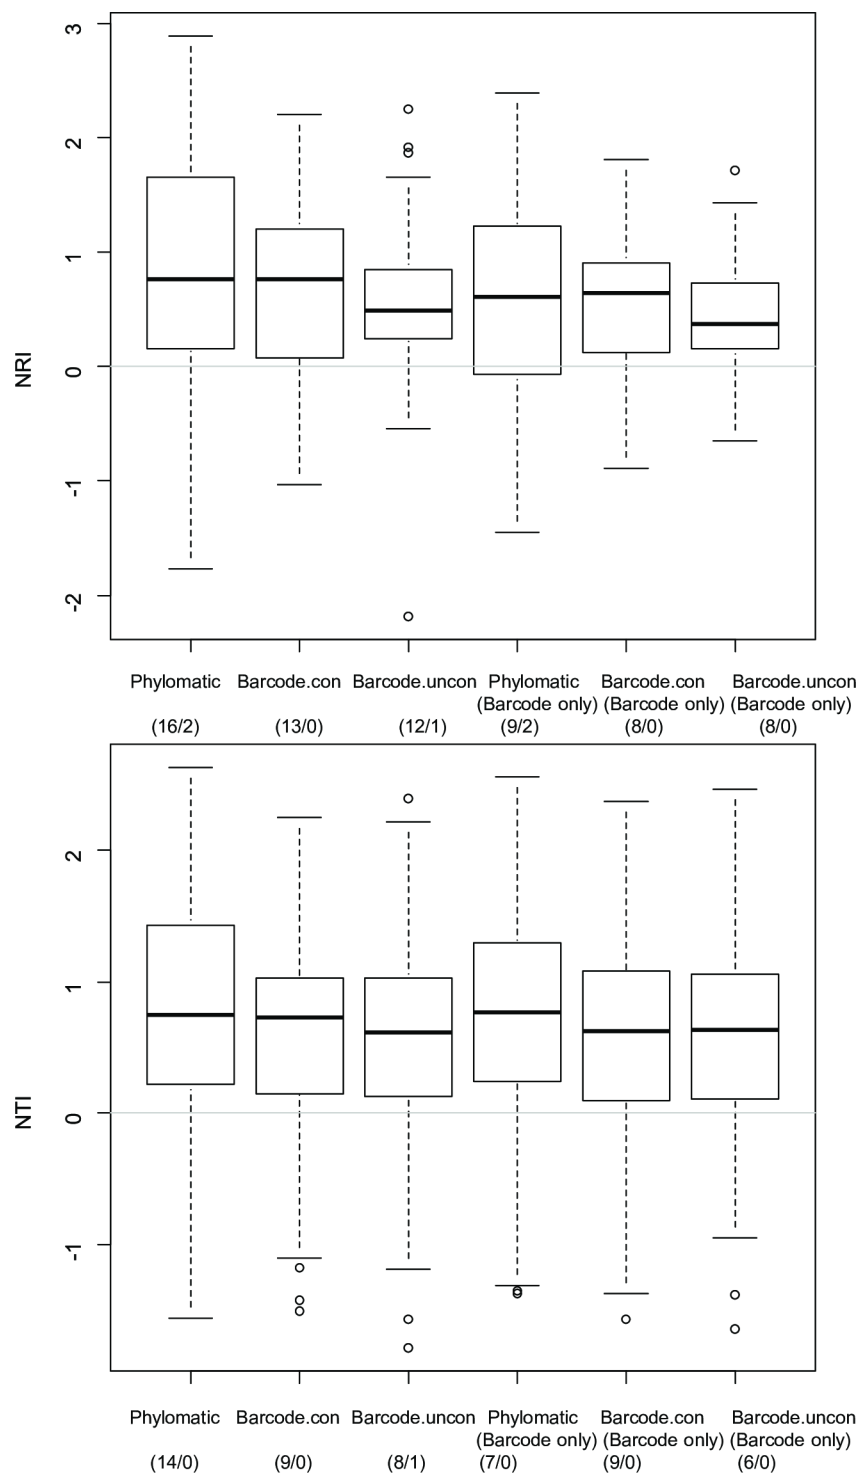 3
2
1
0
-1
-2
NRI
Phylomatic Barcode.con Barcode.uncon Phylomatic Barcode.con Barcode.uncon
(Barcode only) (Barcode only) (Barcode only)
(16/2) (13/0) (12/1) (9/2) (8/0) (8/0)
2
1
0
-1
NTI
Phylomatic Barcode.con Barcode.uncon Phylomatic Barcode.con Barcode.uncon
(Barcode only) (Barcode only) (Barcode only)
(14/0) (9/0) (8/1) (7/0) (9/0) (6/0)